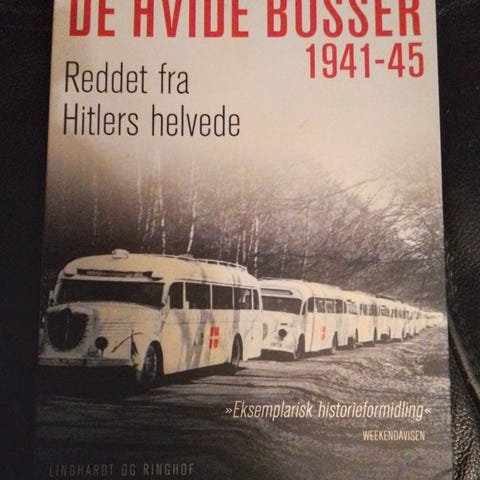 DE HVIDE BUSSER
1941-45
Reddet fra
Hitlers helvede
»Eksemplarisk historieformidling«
WEEKENDAVISEN
LINDHARDT OG RINGHOF